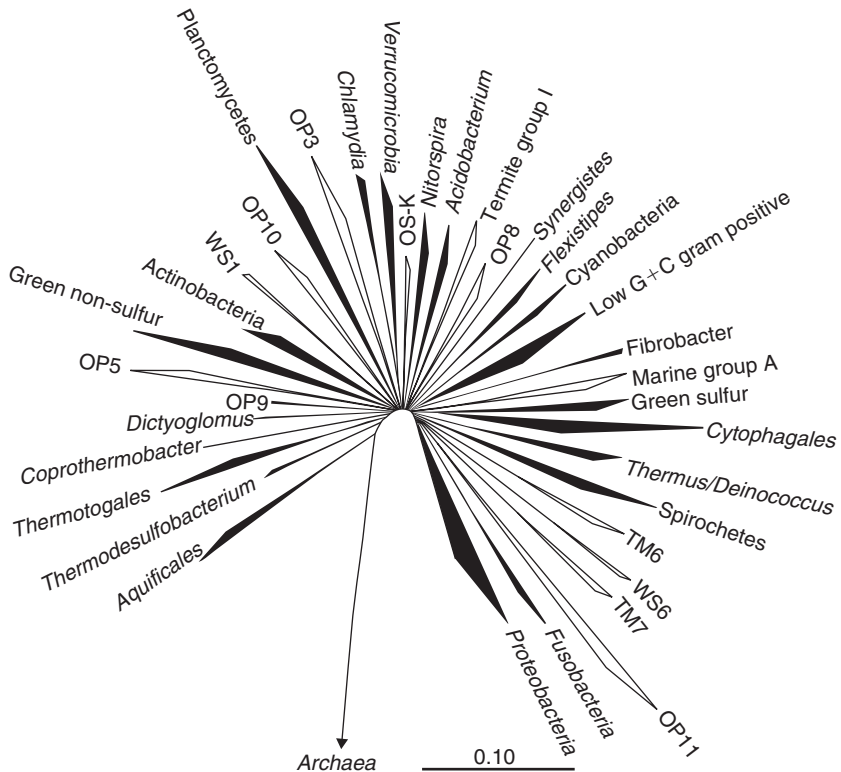 Planctomycetes
OP3
Chlamydia
Verrucomicrobia
OS-K
Nitorspira
Acidobacterium
Termite group I
OP8
Synergistes
Flexistipes
Cyanobacteria
Low G+C gram positive
Fibrobacter
Marine group A
Green sulfur
Cytophagales
Thermus/Deinococcus
Spirochetes
TM6
WS6
TM7
OP11
Fusobacteria
Proteobacteria
OP10
WS1
Actinobacteria
Green non-sulfur
OP5
OP9
Dictyoglomus
Coprothermobacter
Thermotogales
Thermodesulfobacterium
Aquificales
Archaea
0.10